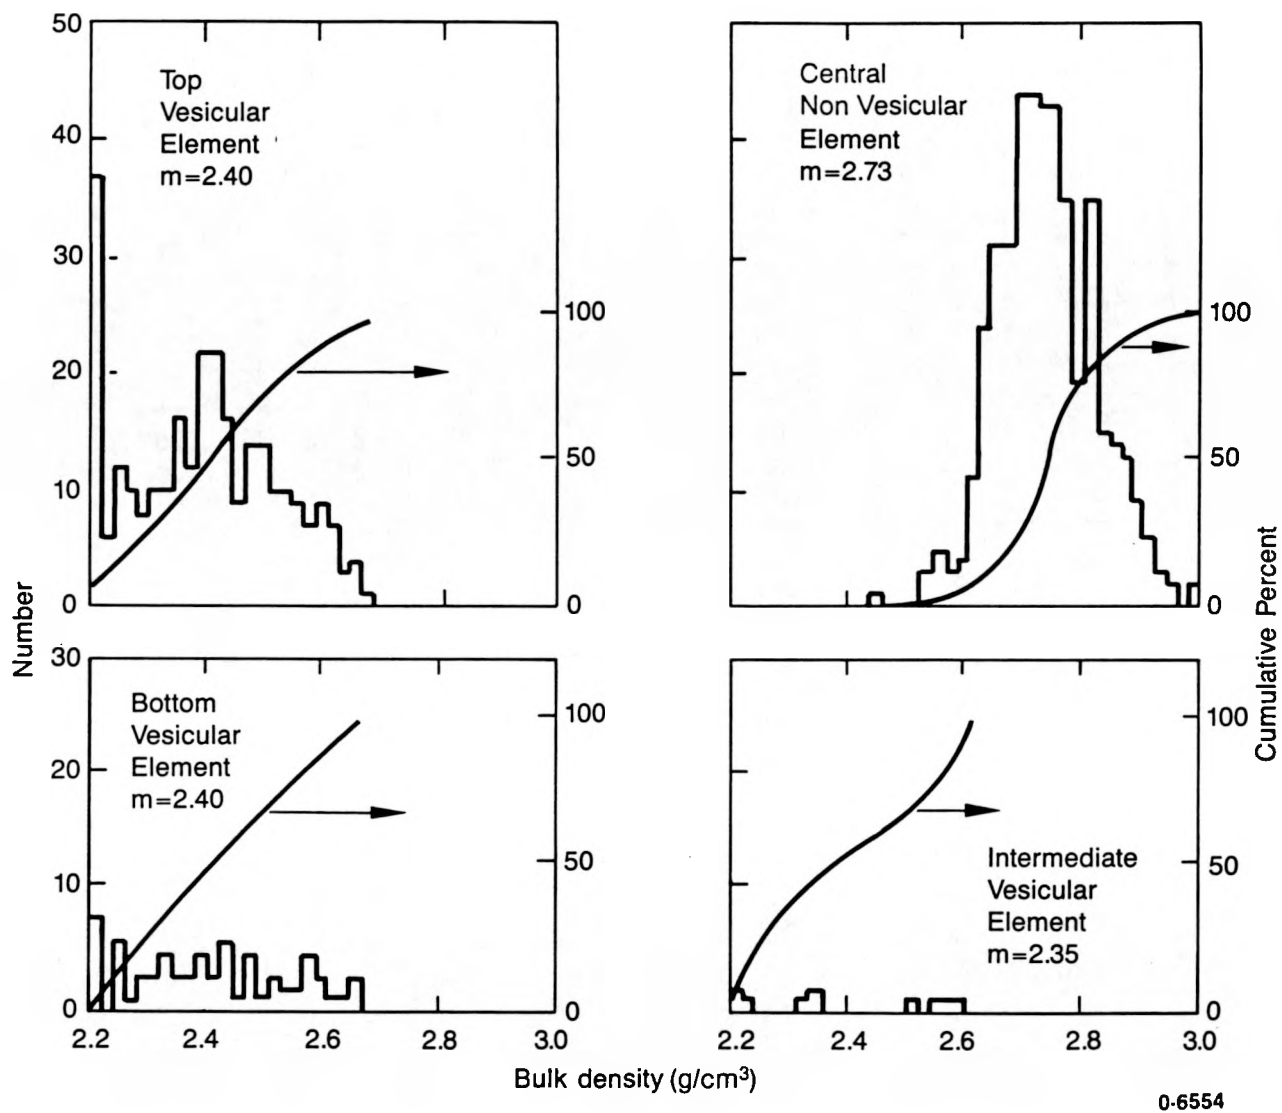 50
40
30
20
10
0
Top
Vesicular
Element
m=2.40
100
50
0
Central
Non Vesicular
Element
m=2.73
100
50
0
Number
30
20
10
0
Bottom
Vesicular
Element
m=2.40
100
50
0
2.2 2.4 2.6 2.8 3.0
Intermediate
Vesicular
Element
m=2.35
100
50
0
2.2 2.4 2.6 2.8 3.0
Cumulative Percent
Bulk density (g/cm³)
0-6554